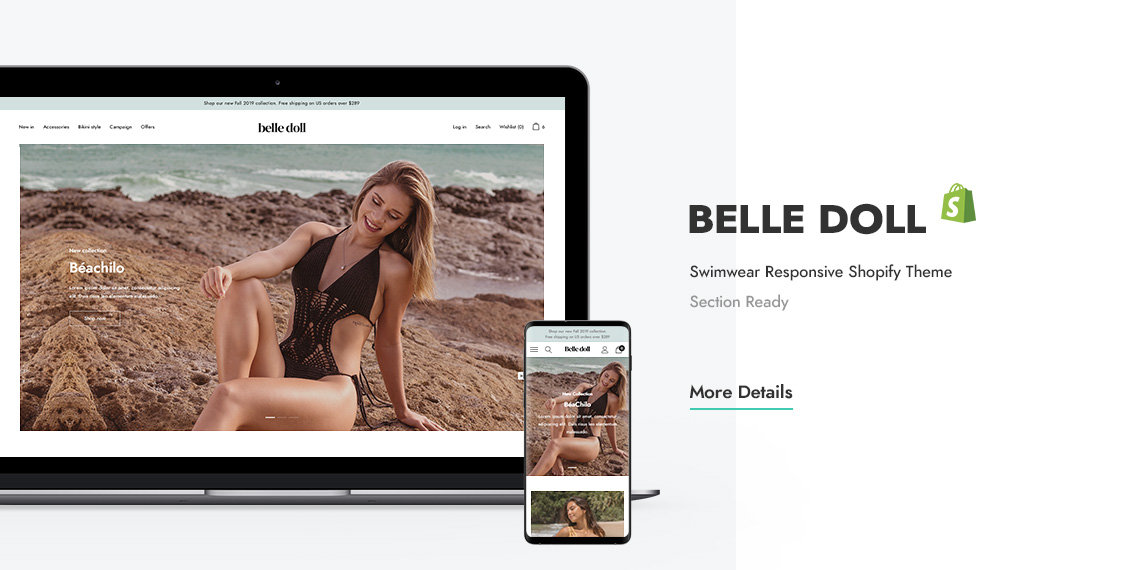 Shop our new Fall 2019 collection. Free shipping on US orders over $289
New in Accessories Bikini style Campaign Offers
belle doll
Log in Search Wishlist (0) 6
New collection
Béachilo
Lorem ipsum dolor sit amet, consectetur adipiscing
elit. Duis risus leo, elementum
Shop now
Shop our new Fall 2019 collection
Free shipping on US orders over $289
Belle doll
New Collection
BéaChilo
Lorem ipsum dolor sit amet, consectetur
adipiscing elit. Duis risus leo elementum
BELLE DOLL
S
Swimwear Responsive Shopify Theme
Section Ready
More Details